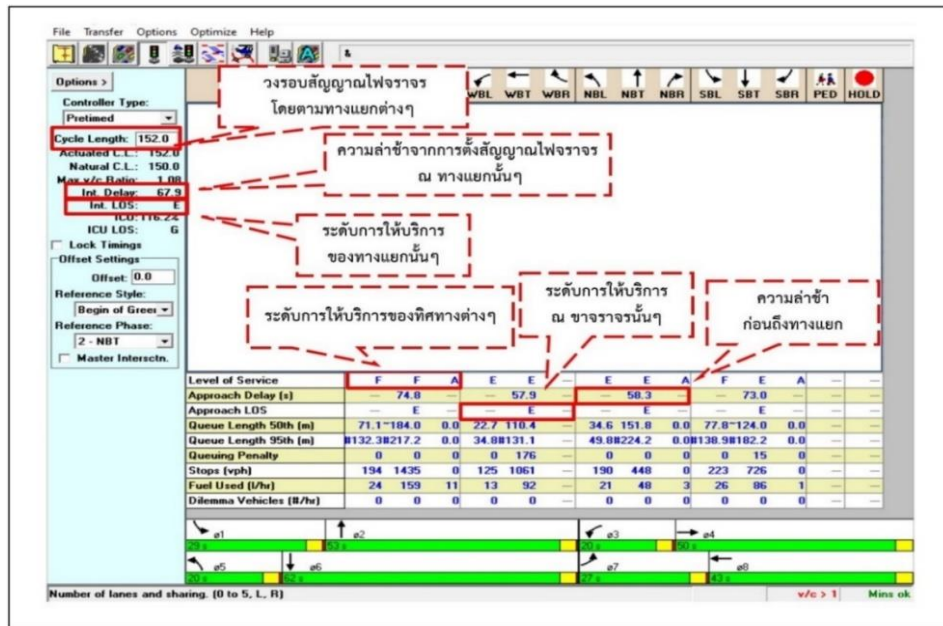 File Transfer Options Optimize Help
Options >
WBL WBT WBR NBL NBT NBR SBL SBT SBR PED HOLD
วงรอบสัญญาณไฟจราจร
โดยตามทางแยกต่างๆ
Controller Type:
Pretimed
Cycle Length: 152.0
Actuated C.L.: 152.0
Natural C.L.: 150.0
Max v/c Ratio: 1.08
Int. Delay: 67.9
Int. LOS: E
ICU: 116.2%
ICU LOS: G
Lock Timings
Offset Settings
Offset: 0.0
Reference Style:
Begin of Greer
Reference Phase:
2 - NBT
Master Intersctn.
ความล่าช้าจากการตั้งสัญญาณไฟจราจร
ณ ทางแยกนั้นๆ
ระดับการให้บริการ
ของทางแยกนั้นๆ
ระดับการให้บริการของทิศทางต่างๆ
ระดับการให้บริการ
ณ ขาจราจรนั้นๆ
ความล่าช้า
ก่อนถึงทางแยก
Level of Service F F A E E — E E A F E A — —
Approach Delay (s) — 74.8 — — 57.9 — — 58.3 — — 73.0 — — —
Approach LOS — E — — E — — E — — E — — —
Queue Length 50th (m) 71.1 ~184.0 0.0 22.7 110.4 — 34.6 151.8 0.0 77.8 ~124.0 0.0 — —
Queue Length 95th (m) #132.3 #217.2 0.0 34.8 #131.1 — 49.8 #224.2 0.0 #138.9 #182.2 0.0 — —
Queuing Penalty 0 0 0 0 176 — 0 0 0 0 15 0 — —
Stops (vph) 194 1435 0 125 1061 — 190 448 0 223 726 0 — —
Fuel Used (l/hr) 24 159 11 13 92 — 21 48 3 26 86 1 — —
Dilemma Vehicles (#/hr) 0 0 0 0 0 — 0 0 0 0 0 0 — —
ø1 ø2 ø3 ø4
29 s 53 s 20 s 50 s
ø5 ø6 ø7 ø8
20 s 62 s 27 s 43 s
Number of lanes and sharing. (0 to 5, L, R) v/c > 1 Mins ok